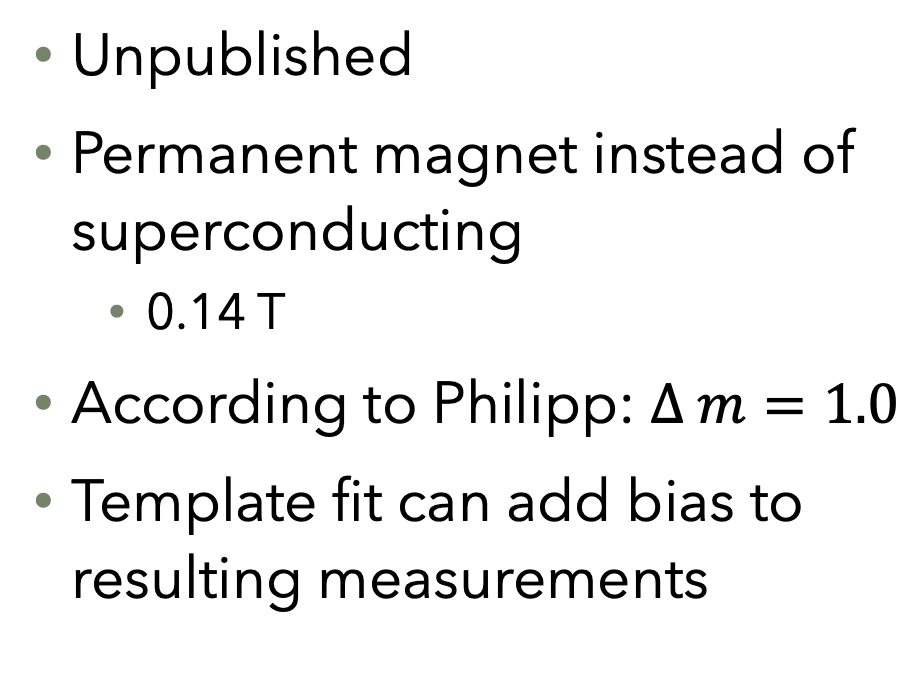 • Unpublished
• Permanent magnet instead of
superconducting
• 0.14 T
• According to Philipp: Δ m = 1.0
• Template fit can add bias to
resulting measurements